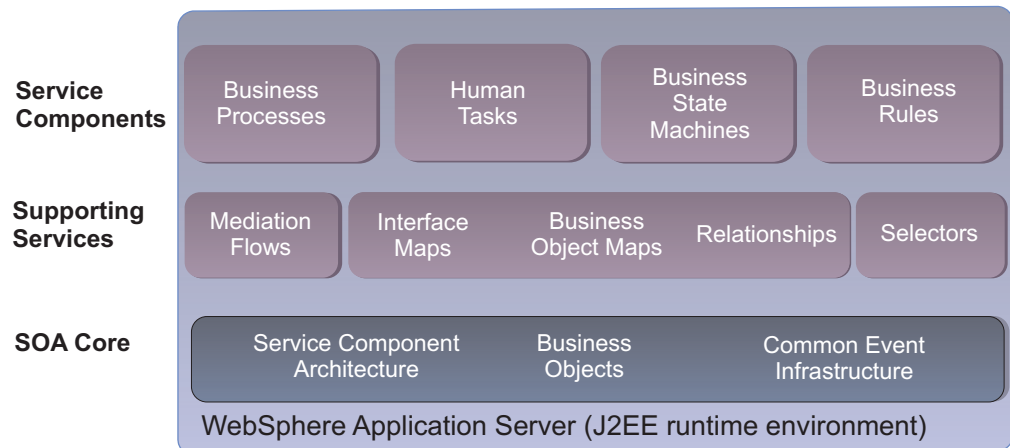 Service
Components
Business
Processes
Human
Tasks
Business
State
Machines
Business
Rules
Supporting
Services
Mediation
Flows
Interface
Maps
Business
Object Maps
Relationships
Selectors
SOA Core
Service Component
Architecture
Business
Objects
Common Event
Infrastructure
WebSphere Application Server (J2EE runtime environment)